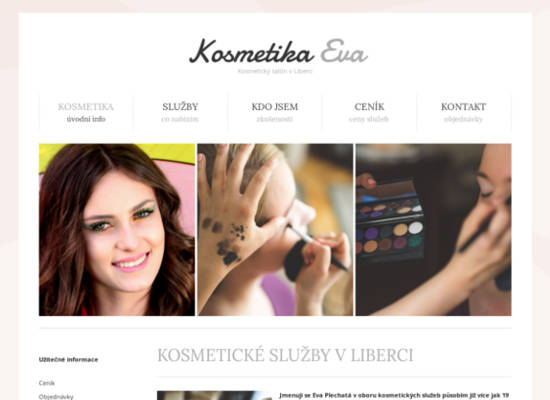 Kosmetika Eva
Kosmetický salón v Liberci
KOSMETIKA SLUŽBY KDO JSEM CENÍK KONTAKT
úvodní info co nabízím zkušenosti ceny služeb objednávky
KOSMETICKÉ SLUŽBY V LIBERCI
Užitečné informace
Ceník
Objednávky
Jmenuji se Eva Plechatá v oboru kosmetických služeb působím již více jak 19